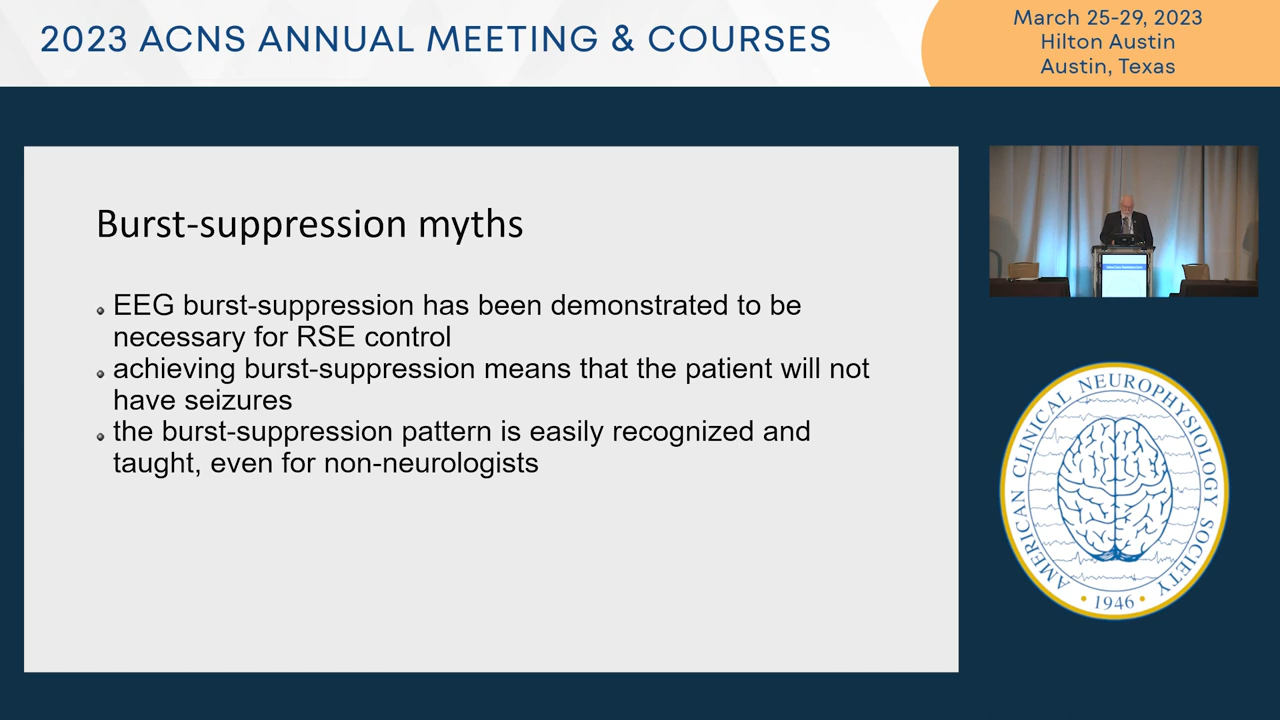 2023 ACNS ANNUAL MEETING & COURSES
March 25-29, 2023
Hilton Austin
Austin, Texas
Burst-suppression myths
EEG burst-suppression has been demonstrated to be
necessary for RSE control
achieving burst-suppression means that the patient will not
have seizures
the burst-suppression pattern is easily recognized and
taught, even for non-neurologists
AMERICAN CLINICAL NEUROPHYSIOLOGY SOCIETY
1946